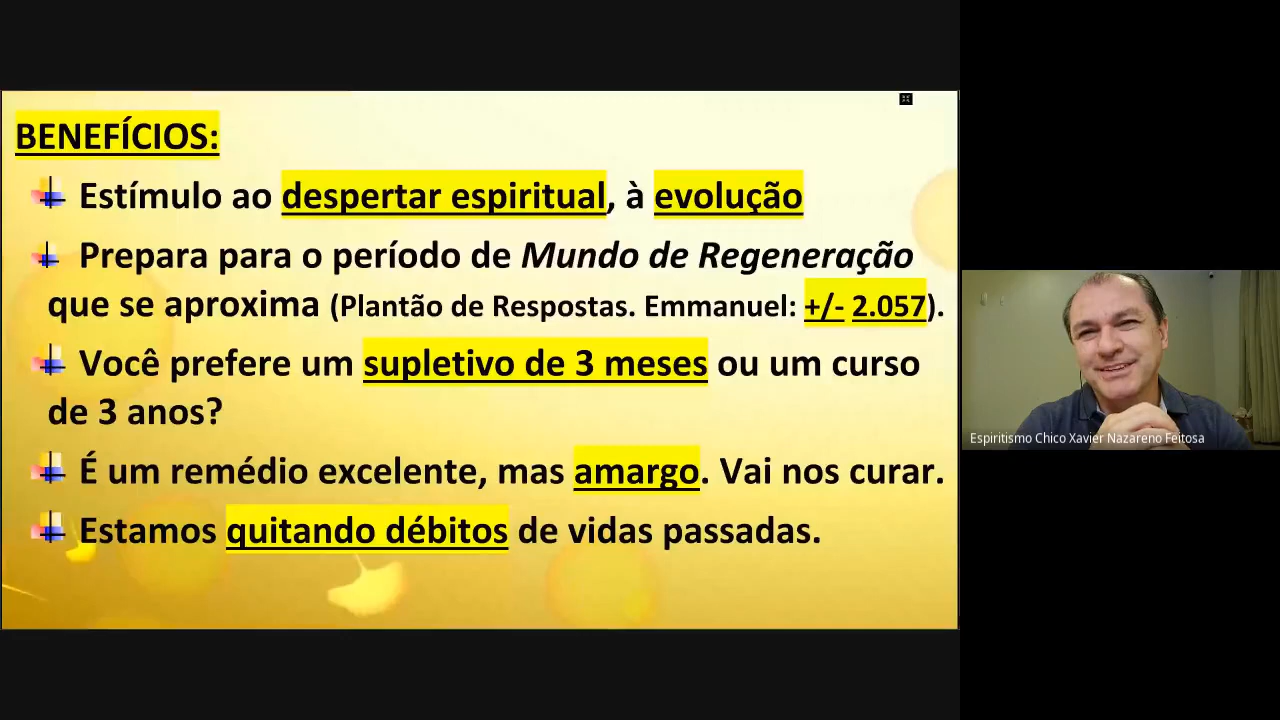 BENEFÍCIOS:
Estímulo ao despertar espiritual, à evolução
Prepara para o período de Mundo de Regeneração
que se aproxima (Plantão de Respostas. Emmanuel: +/- 2.057).
Você prefere um supletivo de 3 meses ou um curso
de 3 anos?
É um remédio excelente, mas amargo. Vai nos curar.
Estamos quitando débitos de vidas passadas.
Espiritismo Chico Xavier Nazareno Feitosa